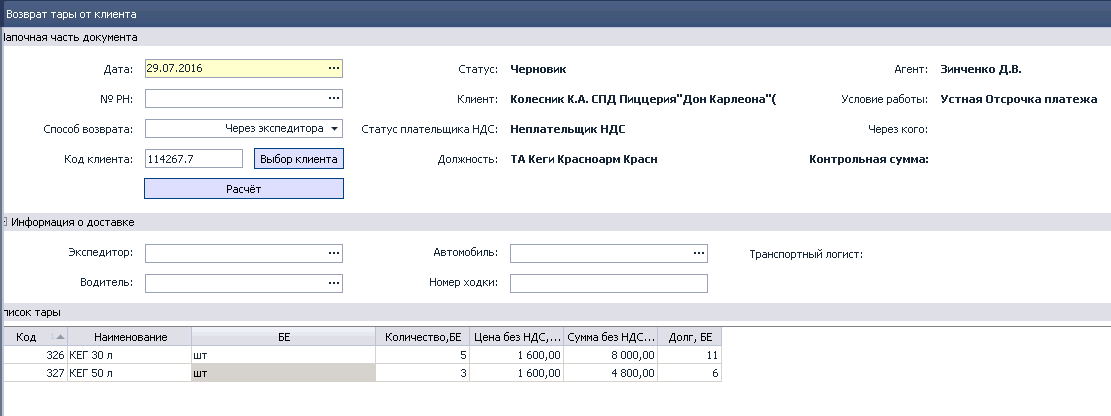 Возврат тары от клиента
Шапочная часть документа
Дата: 29.07.2016 ... Статус: Черновик Агент: Зинченко Д.В.
№ РН: ... Клиент: Колесник К.А. СПД Пиццерия"Дон Карлеона"( Условие работы: Устная Отсрочка платежа
Способ возврата: Через экспедитора Статус плательщика НДС: Неплательщик НДС Через кого:
Код клиента: 114267.7 Выбор клиента Должность: ТА Кеги Красноарм Красн Контрольная сумма:
Расчёт
Информация о доставке
Экспедитор: ... Автомобиль: ... Транспортный логист:
Водитель: ... Номер ходки:
писок тары
Код Наименование БЕ Количество,БЕ Цена без НДС,... Сумма без НДС... Долг, БЕ
326 КЕГ 30 л шт 5 1 600,00 8 000,00 11
327 КЕГ 50 л шт 3 1 600,00 4 800,00 6